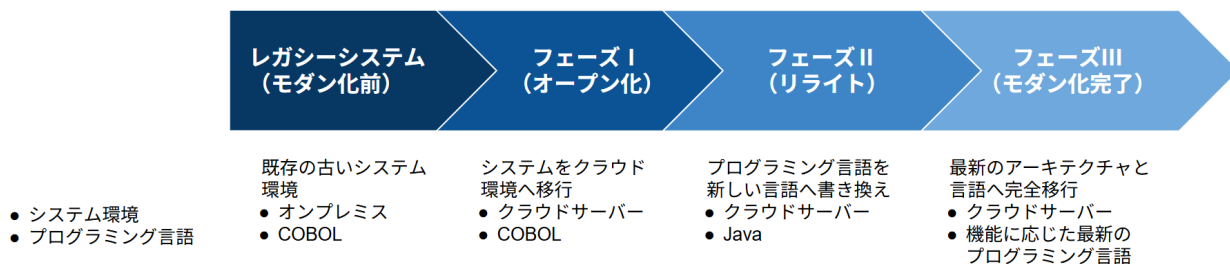 レガシーシステム
（モダン化前）
フェーズⅠ
（オープン化）
フェーズⅡ
（リライト）
フェーズIII
（モダン化完了）
● システム環境
● プログラミング言語
既存の古いシステム
環境
● オンプレミス
● COBOL
システムをクラウド
環境へ移行
● クラウドサーバー
● COBOL
プログラミング言語を
新しい言語へ書き換え
● クラウドサーバー
● Java
最新のアーキテクチャと
言語へ完全移行
● クラウドサーバー
● 機能に応じた最新の
プログラミング言語